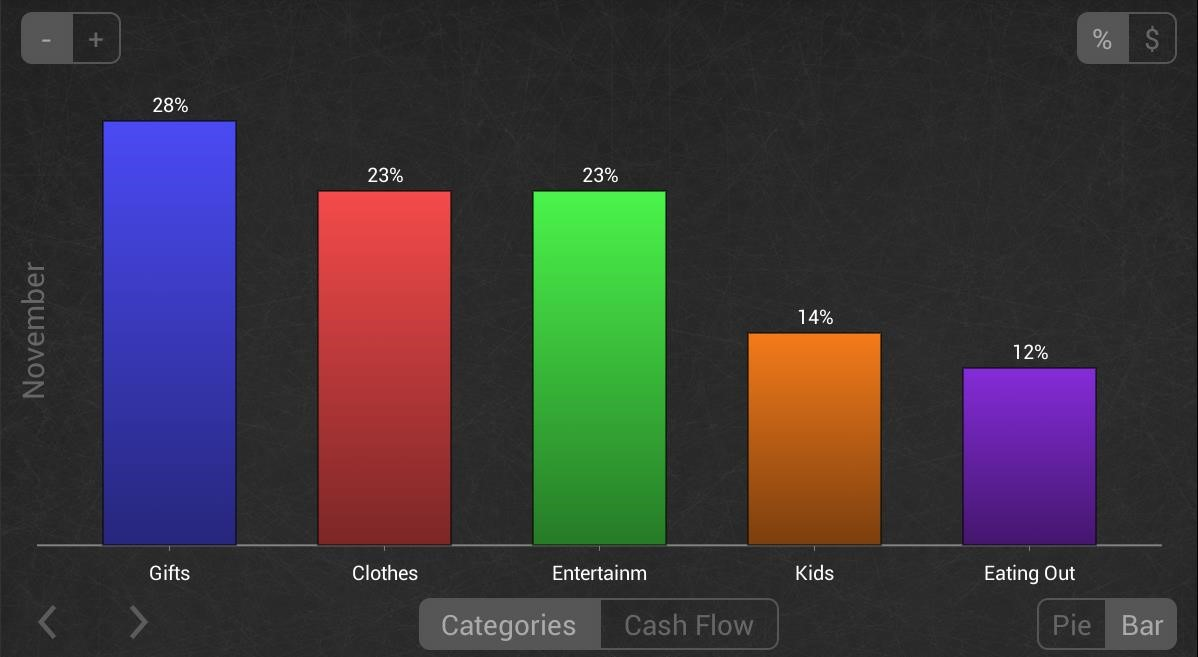 - +
% $
28%
23%
23%
14%
12%
November
Gifts
Clothes
Entertainm
Kids
Eating Out
Categories
Cash Flow
Pie
Bar